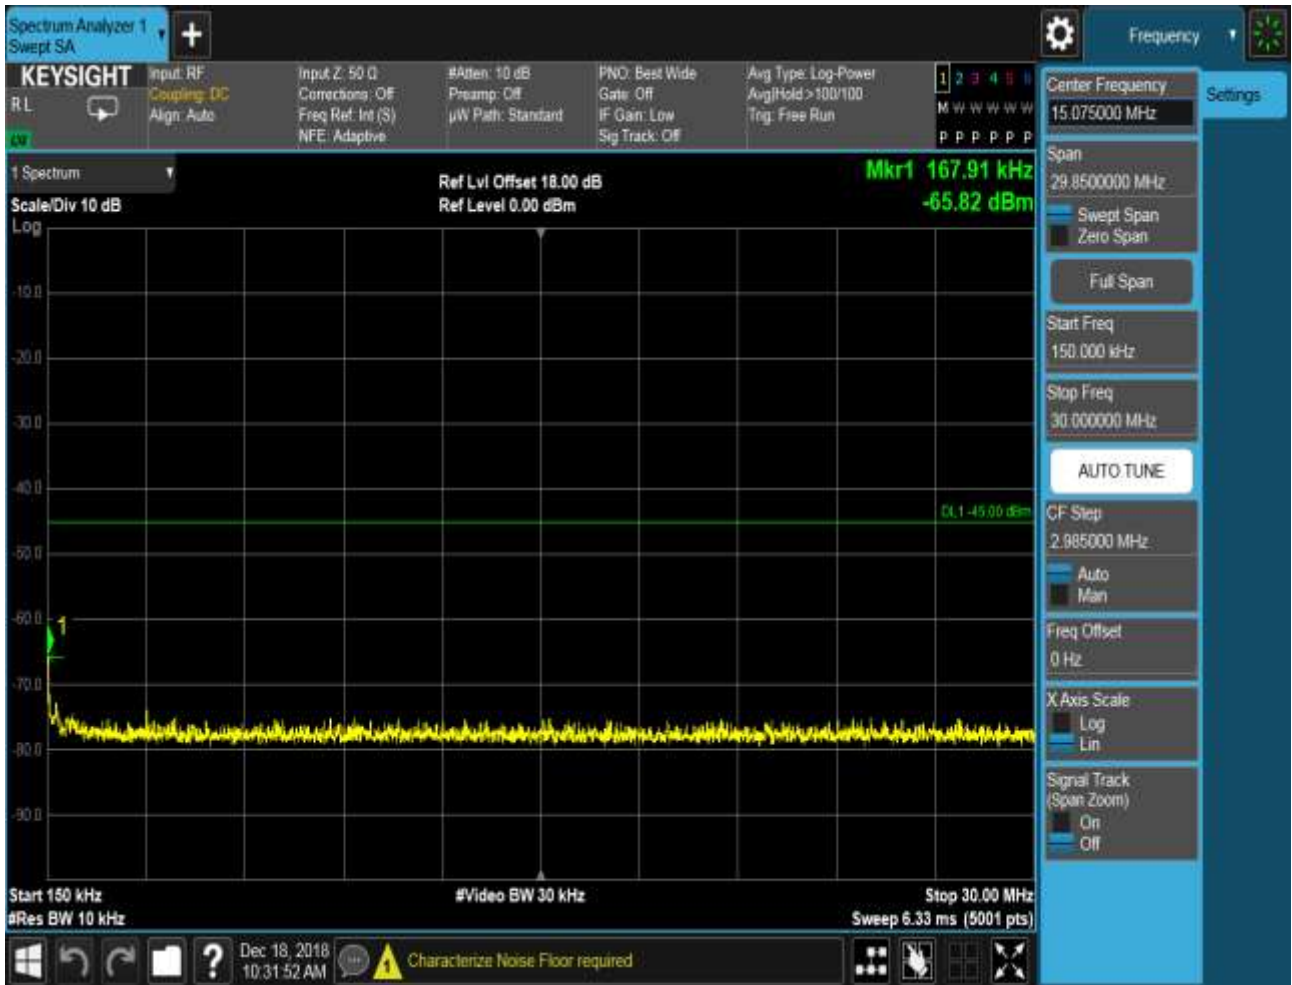 Spectrum Analyzer 1
Swept SA
Frequency
KEYSIGHT
RL
Input: RF
Coupling: DC
Align: Auto
Input Z: 50 Ω
Corrections: Off
Freq Ref: Int (S)
NFE: Adaptive
#Atten: 10 dB
Preamp: Off
µW Path: Standard
PNO: Best Wide
Gate: Off
IF Gain: Low
Sig Track: Off
Avg Type: Log-Power
Avg|Hold:>100/100
Trig: Free Run
1 2 3 4 5 6
M W W W W W
P P P P P P
Center Frequency
15.075000 MHz
Settings
Span
29.8500000 MHz
Swept Span
Zero Span
Full Span
Start Freq
150.000 kHz
Stop Freq
30.000000 MHz
AUTO TUNE
CF Step
2.985000 MHz
Auto
Man
Freq Offset
0 Hz
X Axis Scale
Log
Lin
Signal Track
(Span Zoom)
On
Off
1 Spectrum
Scale/Div 10 dB
Log
Ref Lvl Offset 18.00 dB
Ref Level 0.00 dBm
Mkr1 167.91 kHz
-65.82 dBm
-10.0
-20.0
-30.0
-40.0
DL1 -45.00 dBm
-50.0
-60.0
1
-70.0
-80.0
-90.0
Start 150 kHz
#Video BW 30 kHz
Stop 30.00 MHz
#Res BW 10 kHz
Sweep 6.33 ms (5001 pts)
?
Dec 18, 2018
10:31:52 AM
1
Characterize Noise Floor required